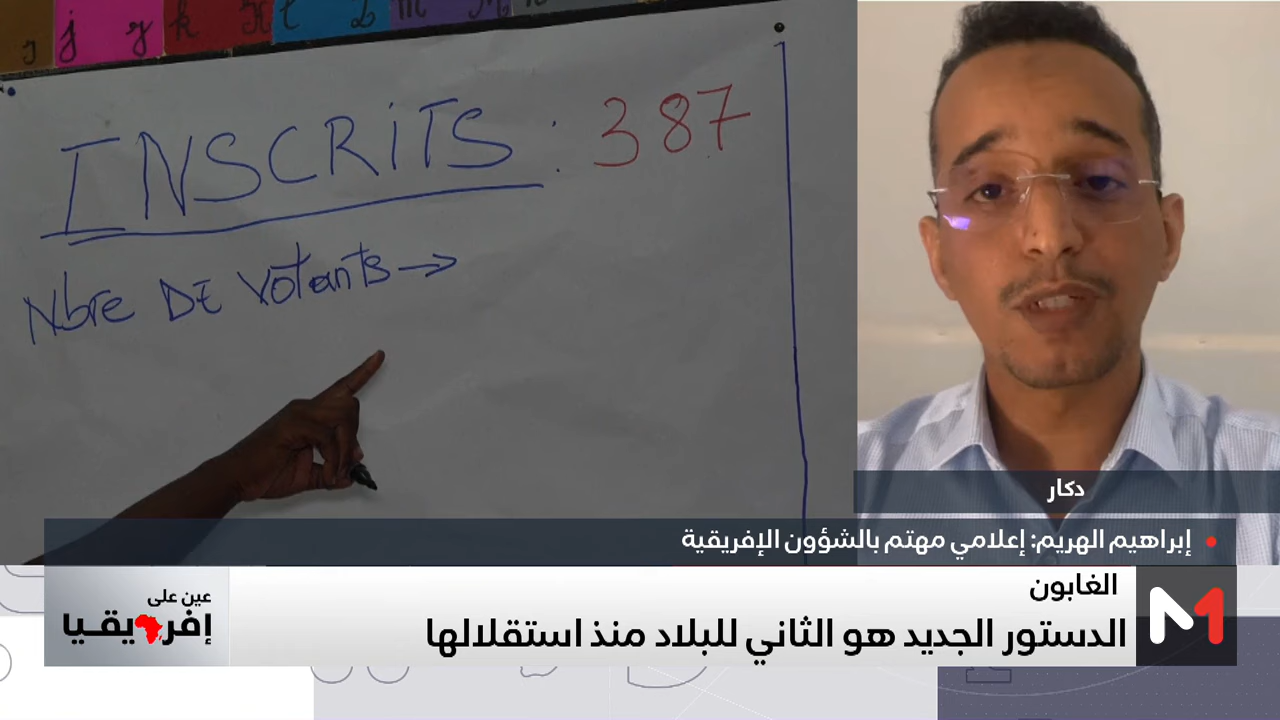 j j y k K l L m M n
INSCRiTS : 387
Nbre DE Votants →
دكار
إبراهيم الهريم: إعلامي مهتم بالشؤون الإفريقية
الغابون
الدستور الجديد هو الثاني للبلاد منذ استقلالها
عين على
إفريقيا
M1